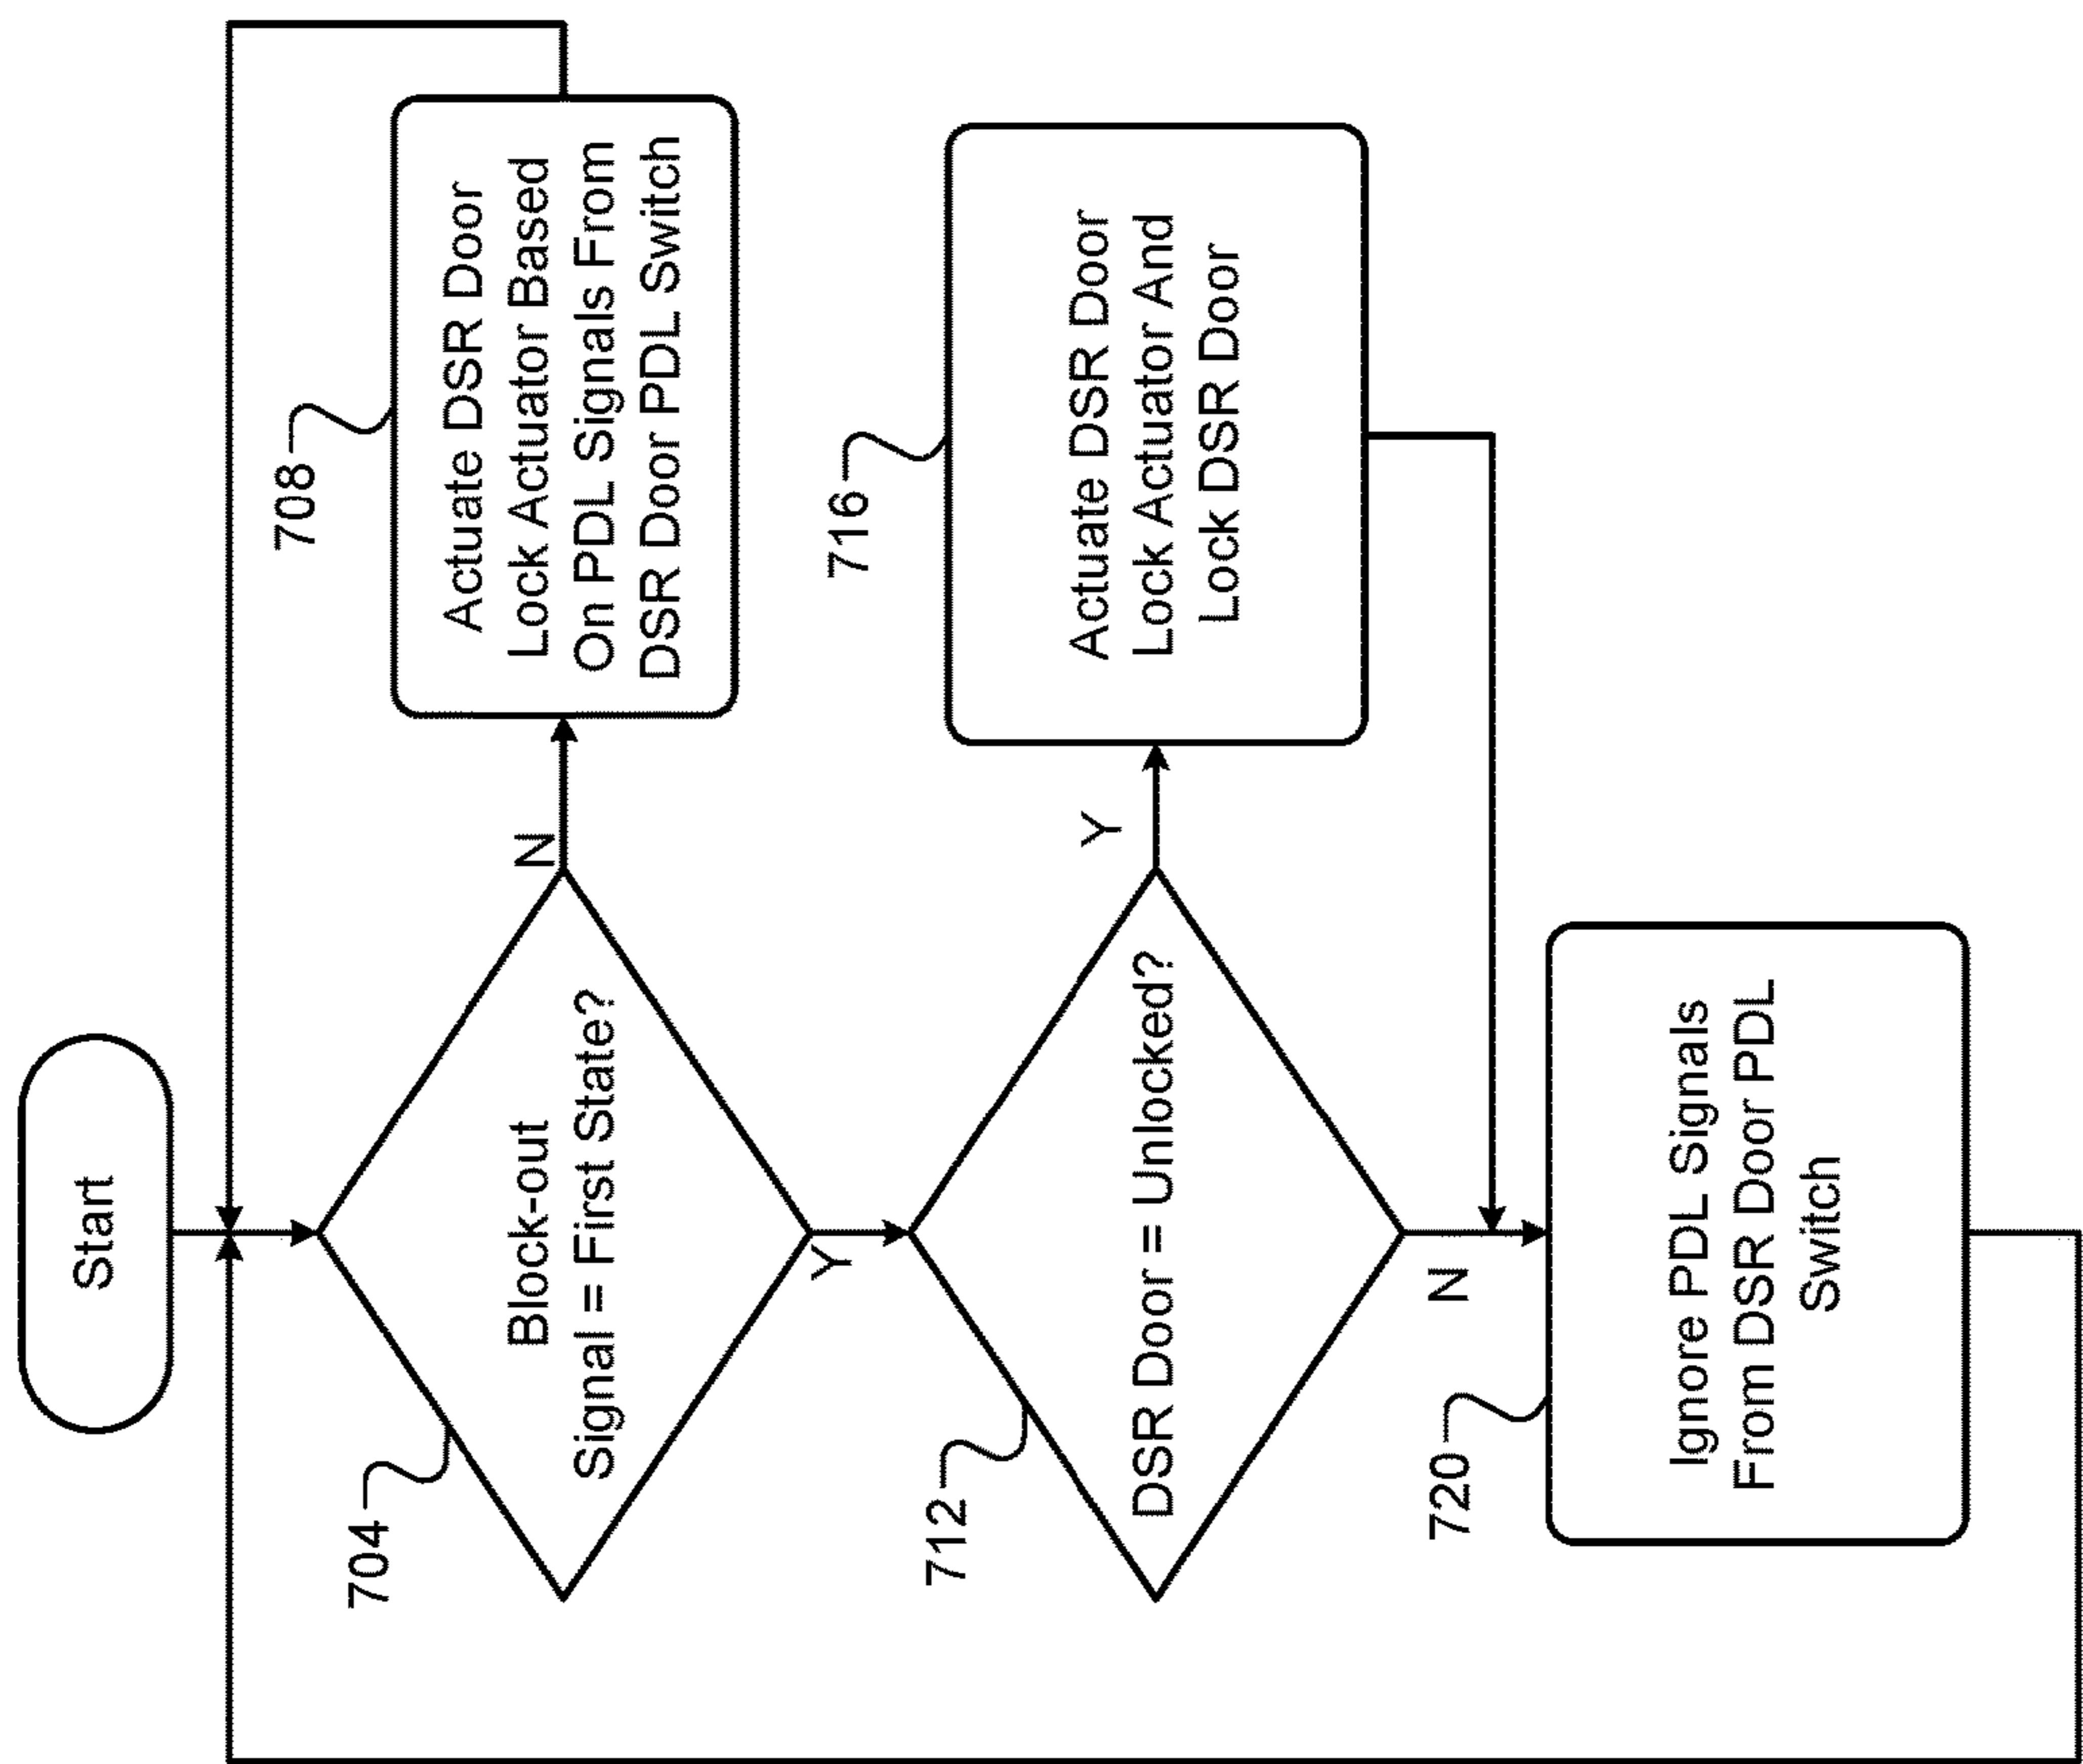 Start
704
Block-out
Signal = First State?
N
708
Actuate DSR Door
Lock Actuator Based
On PDL Signals From
DSR Door PDL Switch
Y
712
DSR Door = Unlocked?
Y
716
Actuate DSR Door
Lock Actuator And
Lock DSR Door
N
720
Ignore PDL Signals
From DSR Door PDL
Switch